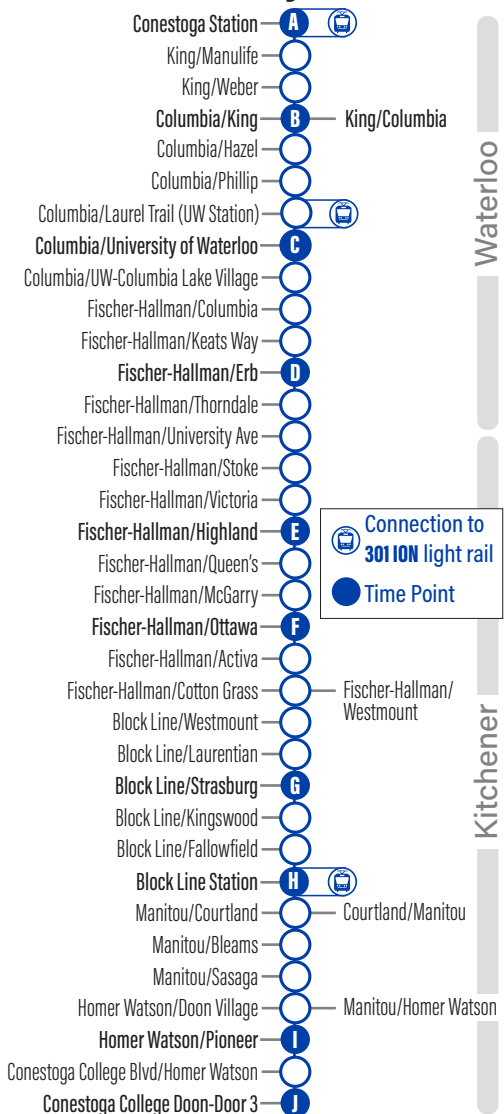 Conestoga Station A
King/Manulife
King/Weber
Columbia/King B King/Columbia
Columbia/Hazel
Columbia/Phillip
Columbia/Laurel Trail (UW Station)
Columbia/University of Waterloo C
Columbia/UW-Columbia Lake Village
Fischer-Hallman/Columbia
Fischer-Hallman/Keats Way
Fischer-Hallman/Erb D
Fischer-Hallman/Thorndale
Fischer-Hallman/University Ave
Fischer-Hallman/Stoke
Fischer-Hallman/Victoria
Fischer-Hallman/Highland E
Fischer-Hallman/Queen's
Fischer-Hallman/McGarry
Fischer-Hallman/Ottawa F
Fischer-Hallman/Activa
Fischer-Hallman/Cotton Grass
Fischer-Hallman/
Westmount
Block Line/Westmount
Block Line/Laurentian
Block Line/Strasburg G
Block Line/Kingswood
Block Line/Fallowfield
Block Line Station H
Manitou/Courtland Courtland/Manitou
Manitou/Bleams
Manitou/Sasaga
Homer Watson/Doon Village Manitou/Homer Watson
Homer Watson/Pioneer I
Conestoga College Blvd/Homer Watson
Conestoga College Doon-Door 3 J
Connection to
301 ION light rail
Time Point
Waterloo
Kitchener